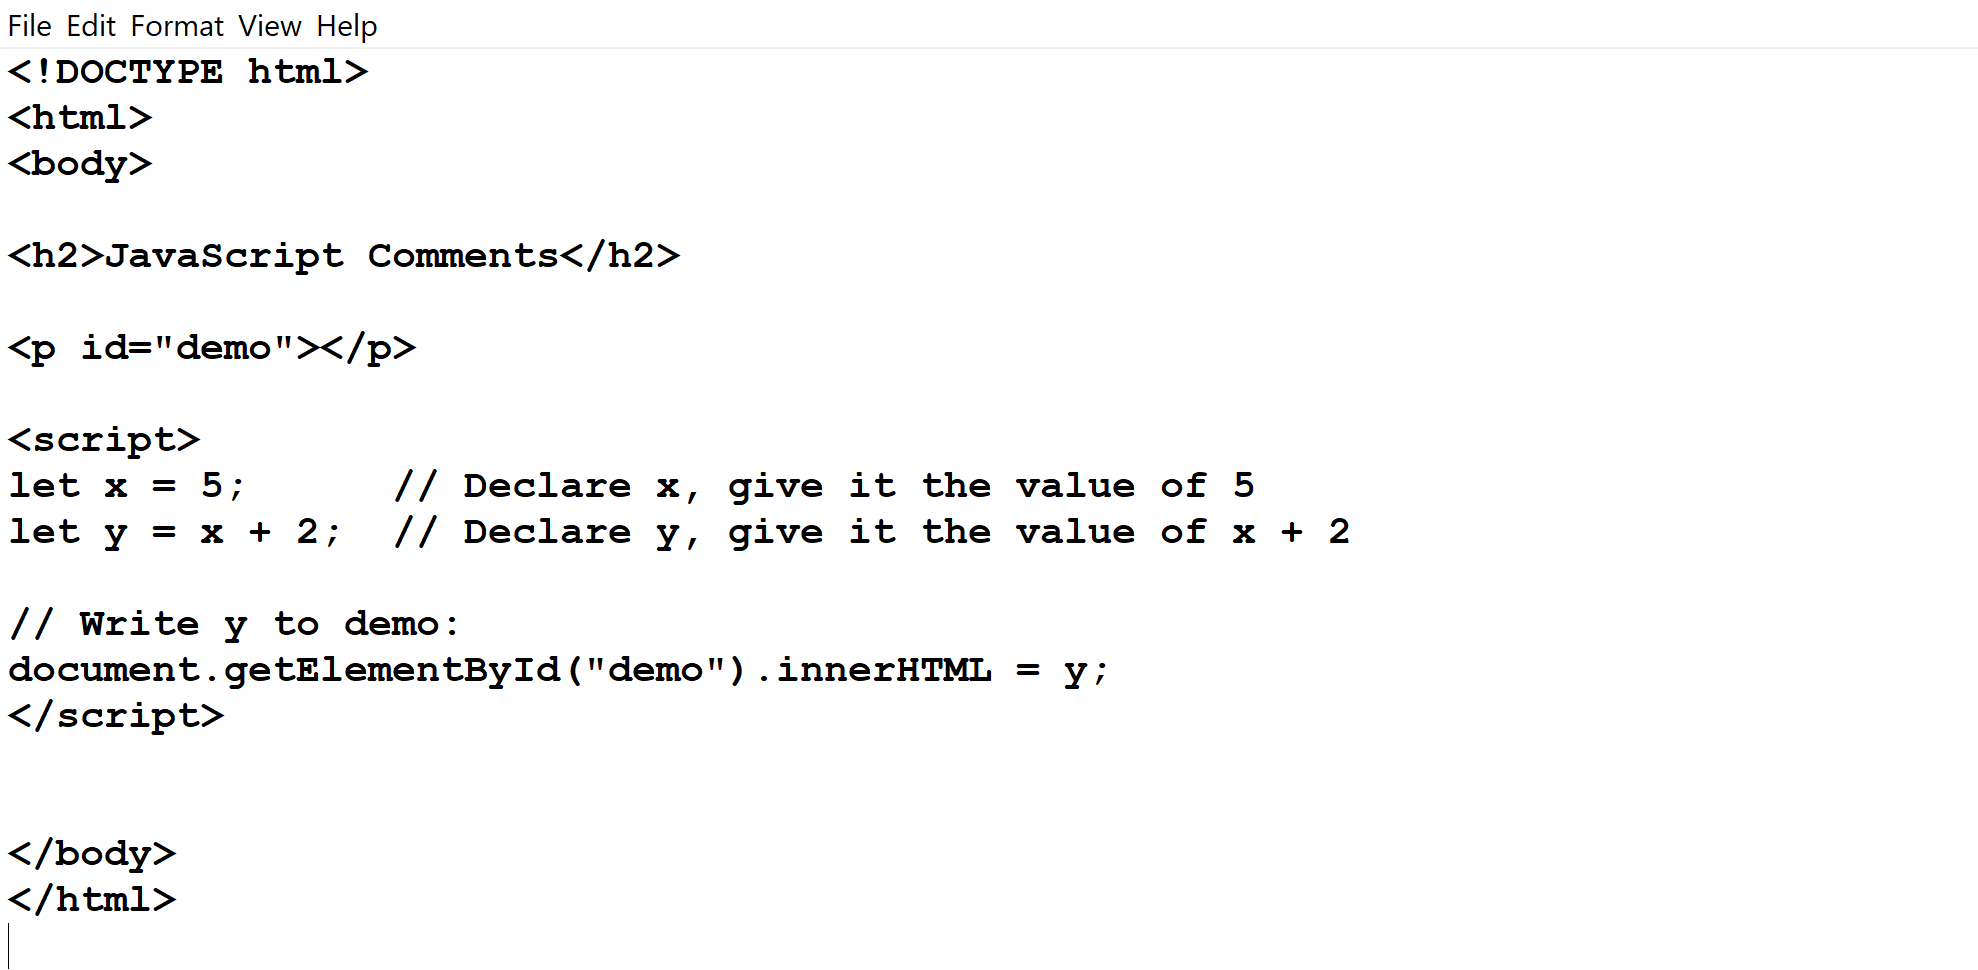 File Edit Format View Help
<!DOCTYPE html>
<html>
<body>
<h2>JavaScript Comments</h2>
<p id="demo"></p>
<script>
let x = 5;      // Declare x, give it the value of 5
let y = x + 2;  // Declare y, give it the value of x + 2
// Write y to demo:
document.getElementById("demo").innerHTML = y;
</script>
</body>
</html>